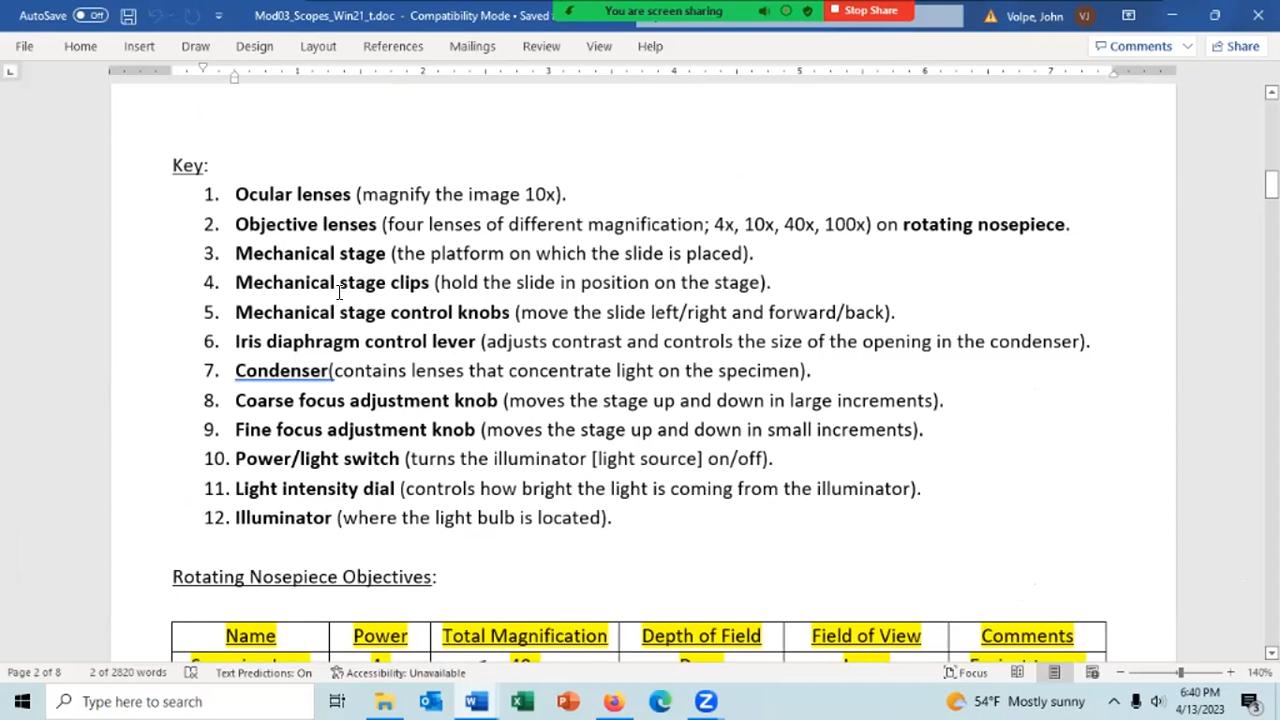 AutoSave Off Mod03_Scopes_Win21_t.doc - Compatibility Mode • Saved You are screen sharing Stop Share Volpe, John VJ
File Home Insert Draw Design Layout References Mailings Review View Help Comments Share
1 2 3 4 5 6 7
Key:
1. Ocular lenses (magnify the image 10x).
2. Objective lenses (four lenses of different magnification; 4x, 10x, 40x, 100x) on rotating nosepiece.
3. Mechanical stage (the platform on which the slide is placed).
4. Mechanical stage clips (hold the slide in position on the stage).
5. Mechanical stage control knobs (move the slide left/right and forward/back).
6. Iris diaphragm control lever (adjusts contrast and controls the size of the opening in the condenser).
7. Condenser(contains lenses that concentrate light on the specimen).
8. Coarse focus adjustment knob (moves the stage up and down in large increments).
9. Fine focus adjustment knob (moves the stage up and down in small increments).
10. Power/light switch (turns the illuminator [light source] on/off).
11. Light intensity dial (controls how bright the light is coming from the illuminator).
12. Illuminator (where the light bulb is located).
Rotating Nosepiece Objectives:
Name Power Total Magnification Depth of Field Field of View Comments
Page 2 of 8 2 of 2820 words Text Predictions: On Accessibility: Unavailable Focus 140%
Type here to search 54°F Mostly sunny 6:40 PM
4/13/2023